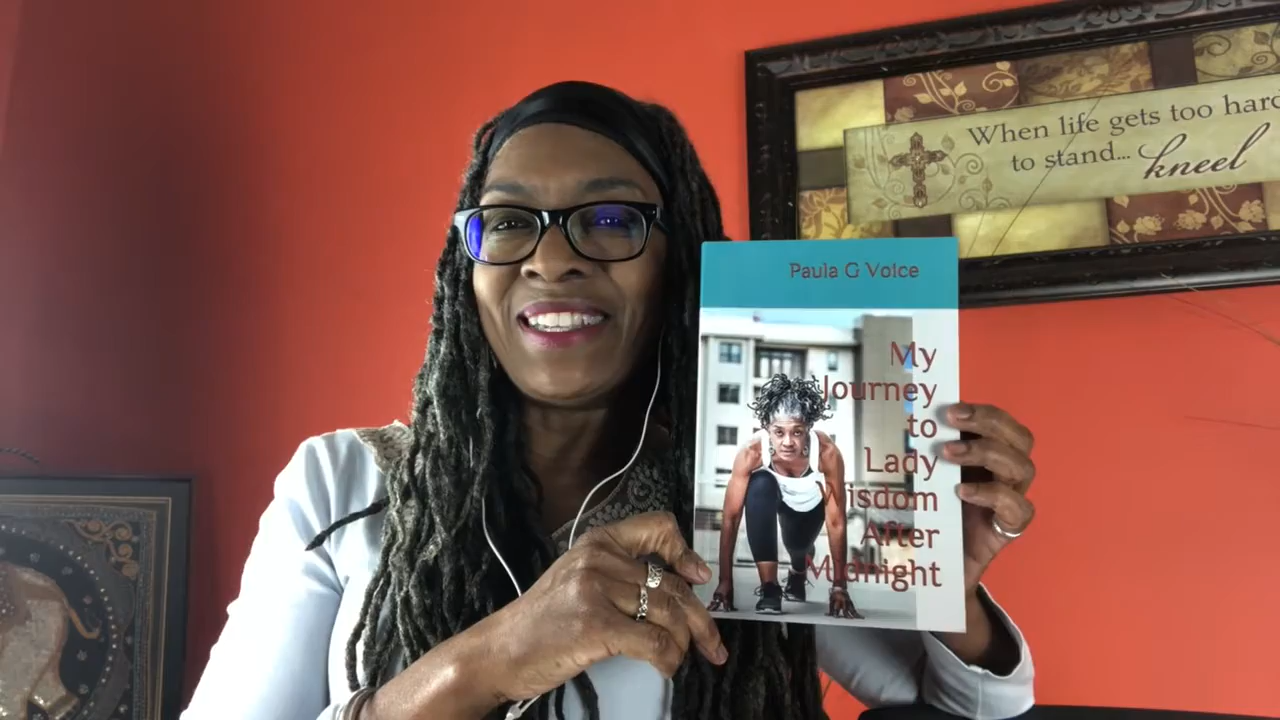 When life gets too hard
to stand... kneel
Paula G Voice
My
Journey
to
Lady
Wisdom
After
Midnight